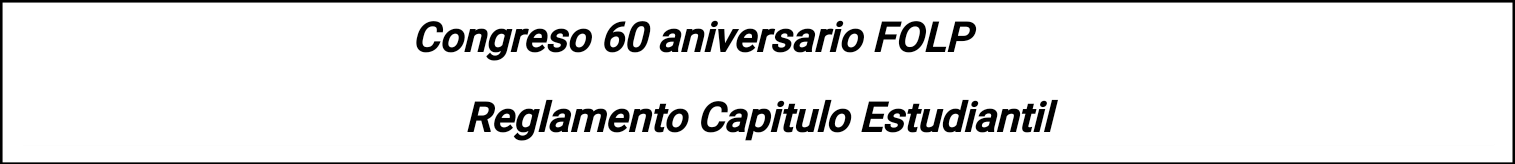 Congreso 60 aniversario FOLP
Reglamento Capitulo Estudiantil